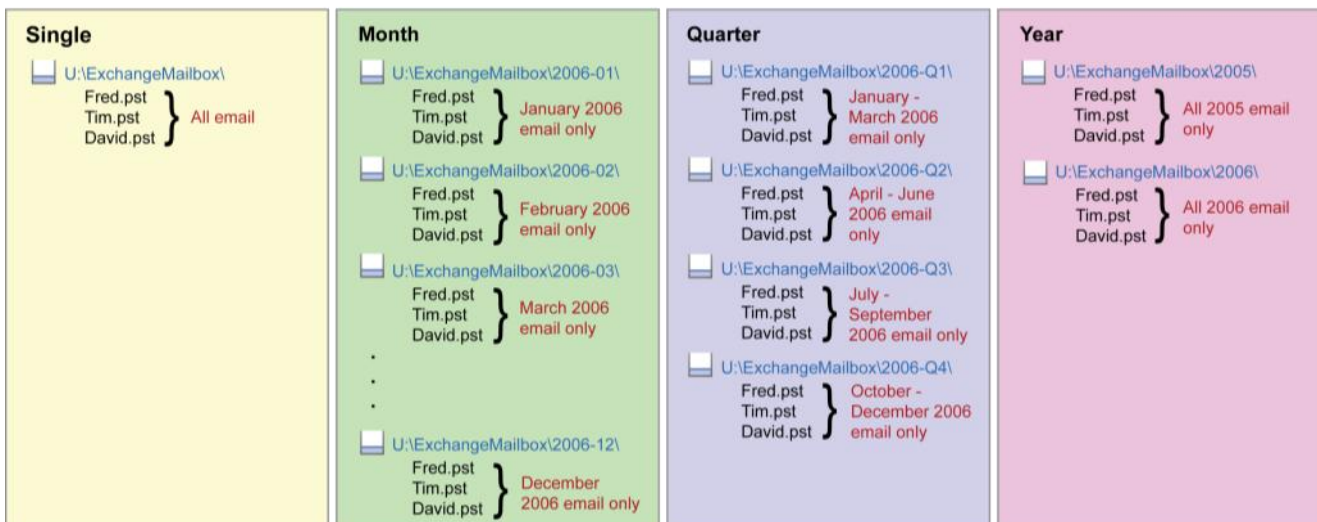 Single
U:\ExchangeMailbox\
Fred.pst
Tim.pst
David.pst
All email
Month
U:\ExchangeMailbox\2006-01\
Fred.pst
Tim.pst
David.pst
January 2006
email only
U:\ExchangeMailbox\2006-02\
Fred.pst
Tim.pst
David.pst
February 2006
email only
U:\ExchangeMailbox\2006-03\
Fred.pst
Tim.pst
David.pst
March 2006
email only
.
.
.
U:\ExchangeMailbox\2006-12\
Fred.pst
Tim.pst
David.pst
December
2006 email only
Quarter
U:\ExchangeMailbox\2006-Q1\
Fred.pst
Tim.pst
David.pst
January -
March 2006
email only
U:\ExchangeMailbox\2006-Q2\
Fred.pst
Tim.pst
David.pst
April - June
2006 email
only
U:\ExchangeMailbox\2006-Q3\
Fred.pst
Tim.pst
David.pst
July -
September
2006 email only
U:\ExchangeMailbox\2006-Q4\
Fred.pst
Tim.pst
David.pst
October -
December 2006
email only
Year
U:\ExchangeMailbox\2005\
Fred.pst
Tim.pst
David.pst
All 2005 email
only
U:\ExchangeMailbox\2006\
Fred.pst
Tim.pst
David.pst
All 2006 email
only